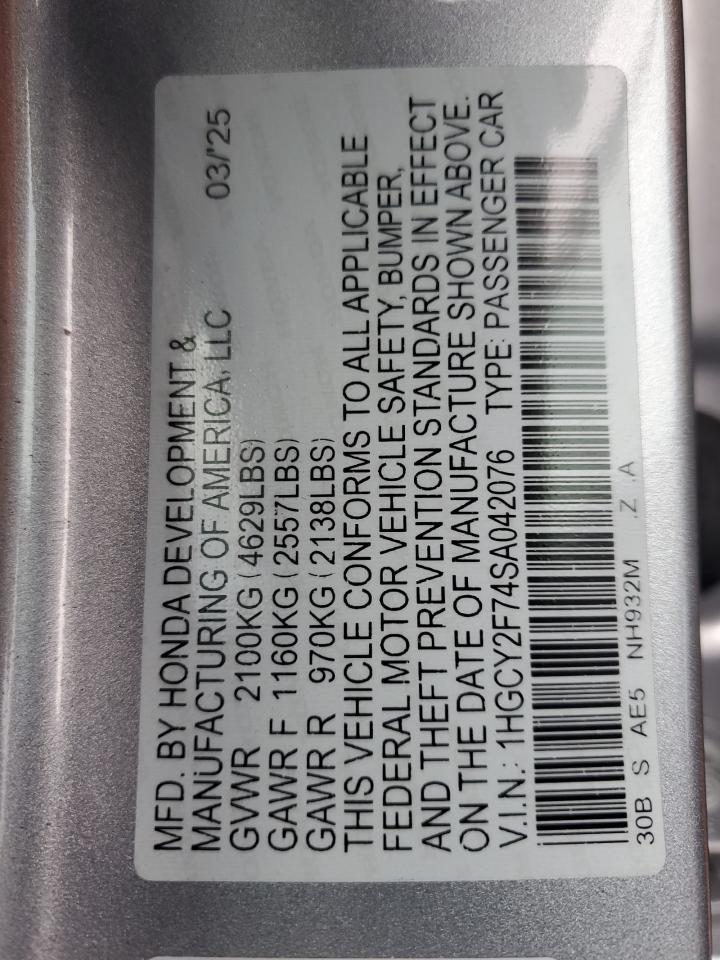 MFD. BY HONDA DEVELOPMENT &
MANUFACTURING OF AMERICA, LLC 03/'25
GVWR 2100KG (4629LBS)
GAWR F 1160KG (2557LBS)
GAWR R 970KG (2138LBS)
THIS VEHICLE CONFORMS TO ALL APPLICABLE
FEDERAL MOTOR VEHICLE SAFETY, BUMPER,
AND THEFT PREVENTION STANDARDS IN EFFECT
ON THE DATE OF MANUFACTURE SHOWN ABOVE.
V.I.N.: 1HGCY2F74SA042076 TYPE: PASSENGER CAR
30B S AE5 NH932M .Z .A